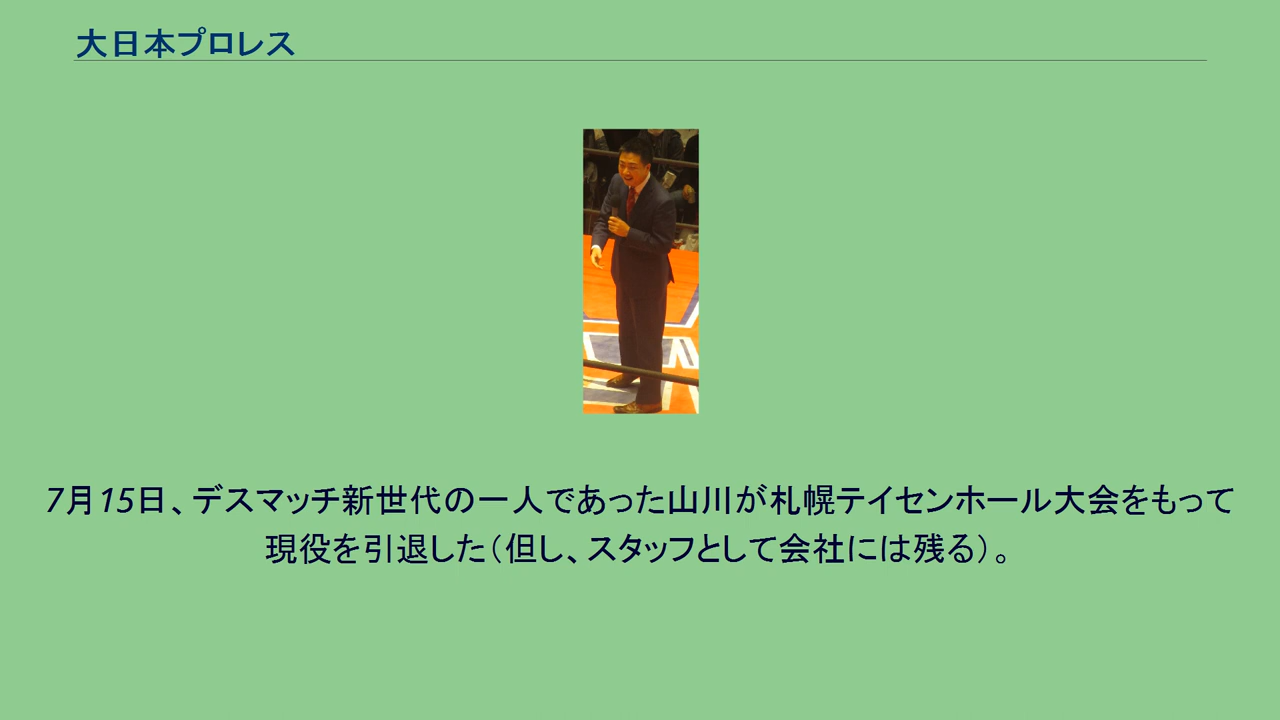 大日本プロレス
7月15日、デスマッチ新世代の一人であった山川が札幌テイセンホール大会をもって
現役を引退した（但し、スタッフとして会社には残る）。